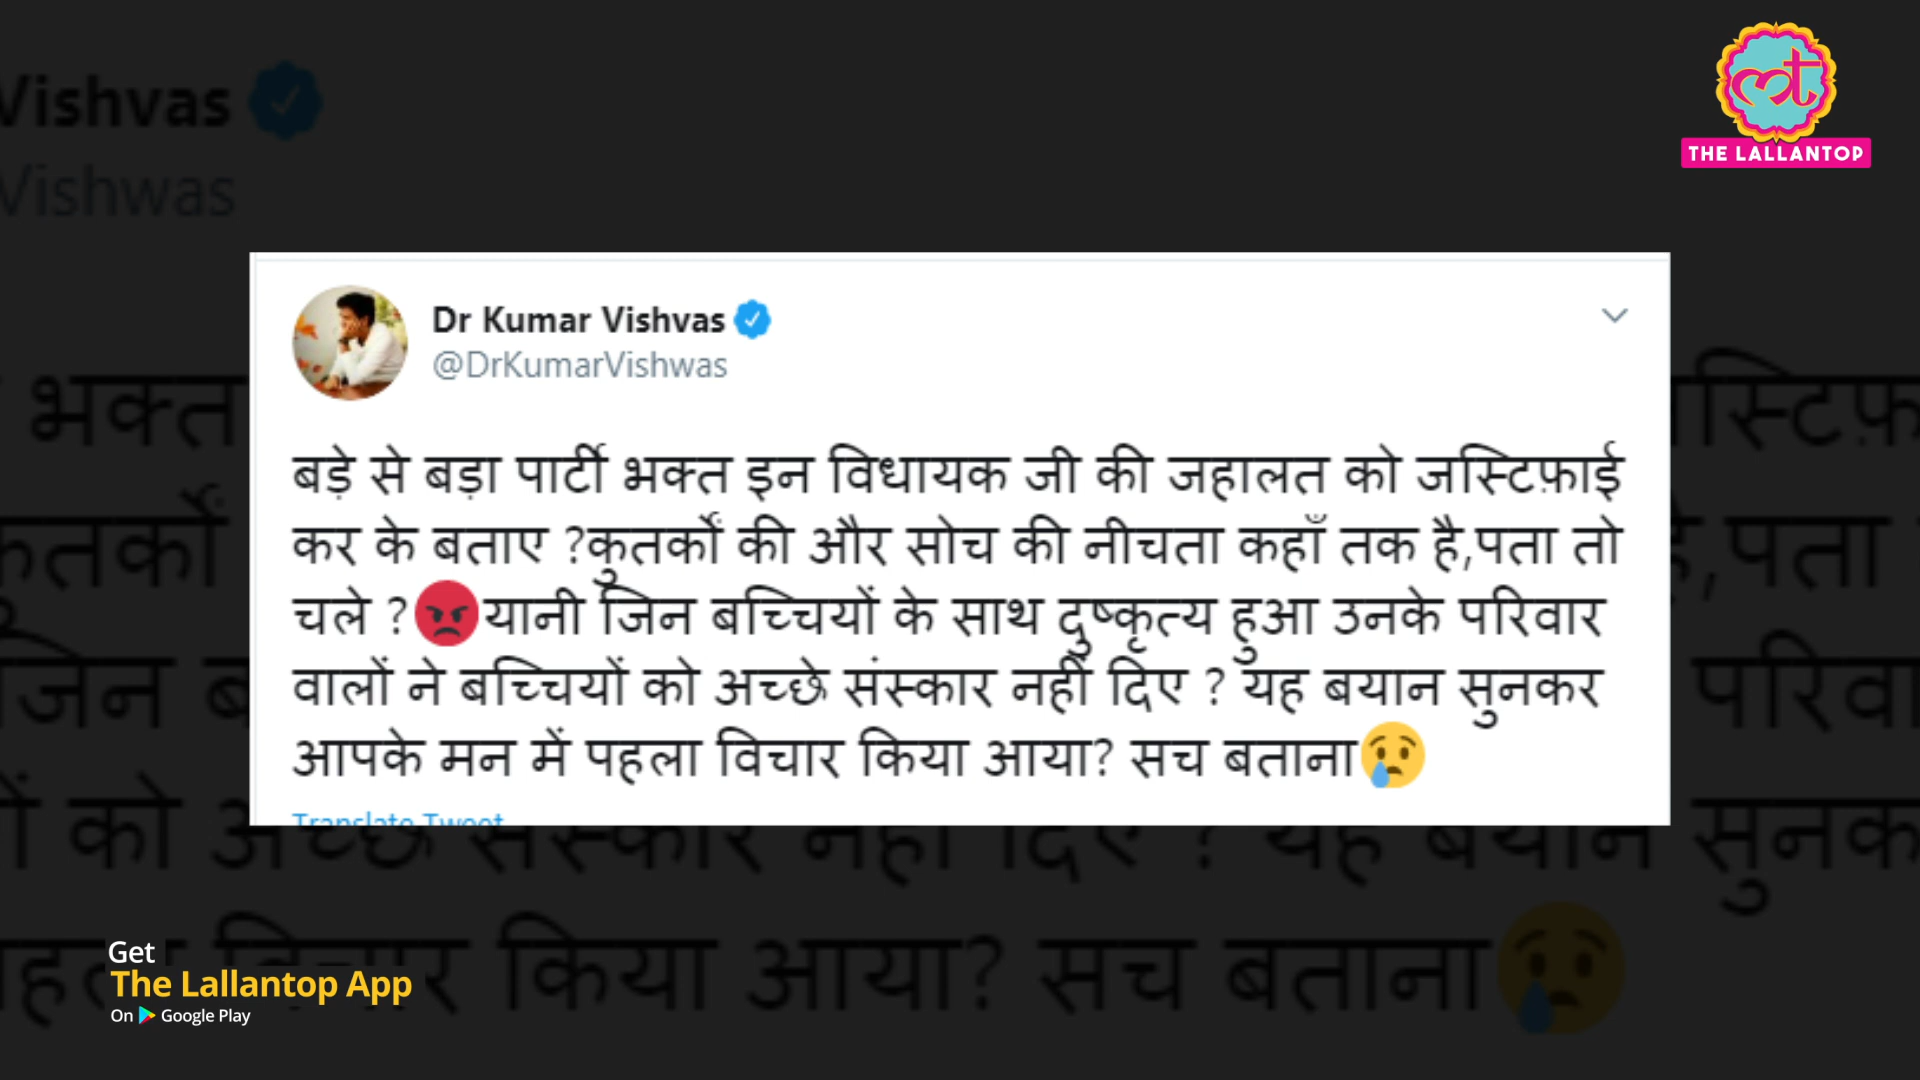 THE LALLANTOP
Dr Kumar Vishvas
@DrKumarVishwas
बड़े से बड़ा पार्टी भक्त इन विधायक जी की जहालत को जस्टिफ़ाई
कर के बताए ?कुतर्कों की और सोच की नीचता कहाँ तक है,पता तो
चले ?😡यानी जिन बच्चियों के साथ दुष्कृत्य हुआ उनके परिवार
वालों ने बच्चियों को अच्छे संस्कार नहीं दिए ? यह बयान सुनकर
आपके मन में पहला विचार किया आया? सच बताना😢
Translate Tweet
Get
The Lallantop App
On Google Play